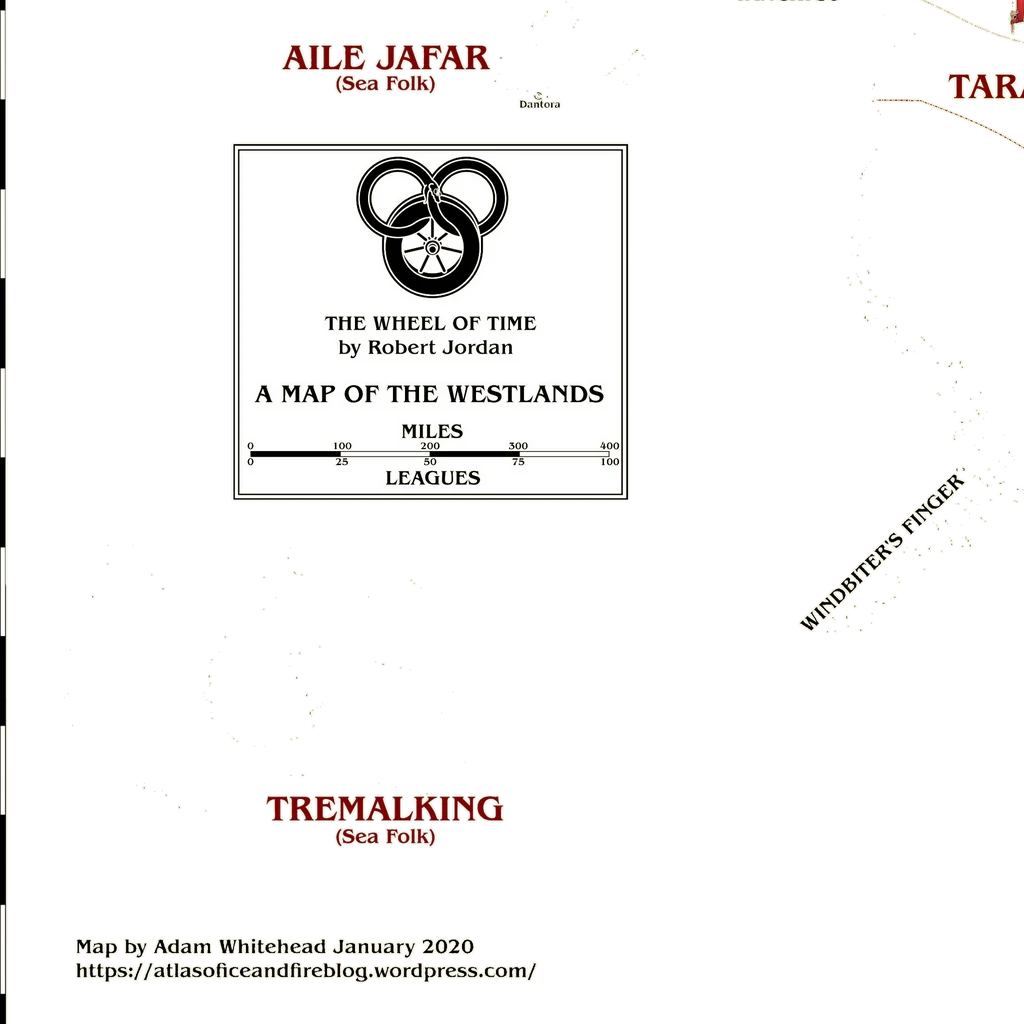 AILE JAFAR
(Sea Folk)
Dantora
THE WHEEL OF TIME
by Robert Jordan
A MAP OF THE WESTLANDS
MILES
0 100 200 300 400
0 25 50 75 100
LEAGUES
WINDBITER'S FINGER
TREMALKING
(Sea Folk)
Map by Adam Whitehead January 2020
https://atlasoficeandfireblog.wordpress.com/